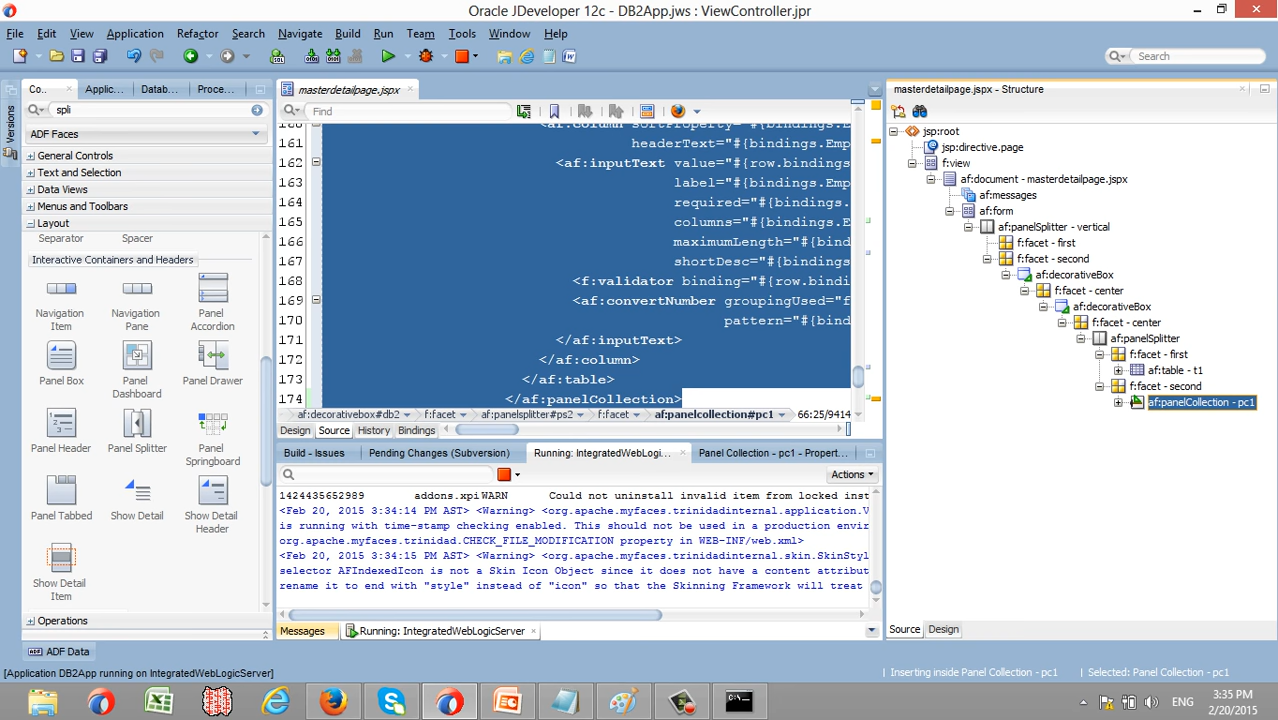 Oracle JDeveloper 12c - DB2App.jws : ViewController.jpr
File Edit View Application Refactor Search Navigate Build Run Team Tools Window Help
Search
Co... Applic... Datab... Proce...
spli
ADF Faces
General Controls
Text and Selection
Data Views
Menus and Toolbars
Layout
Separator Spacer
Interactive Containers and Headers
Navigation Item
Navigation Pane
Panel Accordion
Panel Box
Panel Dashboard
Panel Drawer
Panel Header
Panel Splitter
Panel Springboard
Panel Tabbed
Show Detail
Show Detail Header
Show Detail Item
Operations
ADF Data
Versions
masterdetailpage.jspx
Find
160 <af:column sortProperty="#{bindings.E
161 headerText="#{bindings.Emp
162 <af:inputText value="#{row.bindings
163 label="#{bindings.Emp
164 required="#{bindings.
165 columns="#{bindings.E
166 maximumLength="#{bind
167 shortDesc="#{bindings
168 <f:validator binding="#{row.bindi
169 <af:convertNumber groupingUsed="f
170 pattern="#{bind
171 </af:inputText>
172 </af:column>
173 </af:table>
174 </af:panelCollection>
af:decorativebox#db2 f:facet af:panelsplitter#ps2 f:facet af:panelcollection#pc1 66:25/9414
Design Source History Bindings
Build - Issues Pending Changes (Subversion) Running: IntegratedWebLogi... Panel Collection - pc1 - Propert...
Actions
1424435652989 addons.xpi WARN Could not uninstall invalid item from locked inst
<Feb 20, 2015 3:34:14 PM AST> <Warning> <org.apache.myfaces.trinidadinternal.application.V
is running with time-stamp checking enabled. This should not be used in a production envir
org.apache.myfaces.trinidad.CHECK_FILE_MODIFICATION property in WEB-INF/web.xml>
<Feb 20, 2015 3:34:15 PM AST> <Warning> <org.apache.myfaces.trinidadinternal.skin.SkinStyl
selector AFIndexedIcon is not a Skin Icon Object since it does not have a content attribut
rename it to end with "style" instead of "icon" so that the Skinning Framework will treat
Messages Running: IntegratedWebLogicServer
masterdetailpage.jspx - Structure
jsp:root
jsp:directive.page
f:view
af:document - masterdetailpage.jspx
af:messages
af:form
af:panelSplitter - vertical
f:facet - first
f:facet - second
af:decorativeBox
f:facet - center
af:decorativeBox
f:facet - center
af:panelSplitter
f:facet - first
af:table - t1
f:facet - second
af:panelCollection - pc1
Source Design
[Application DB2App running on IntegratedWebLogicServer]
Inserting inside Panel Collection - pc1 Selected: Panel Collection - pc1
ENG
3:35 PM
2/20/2015